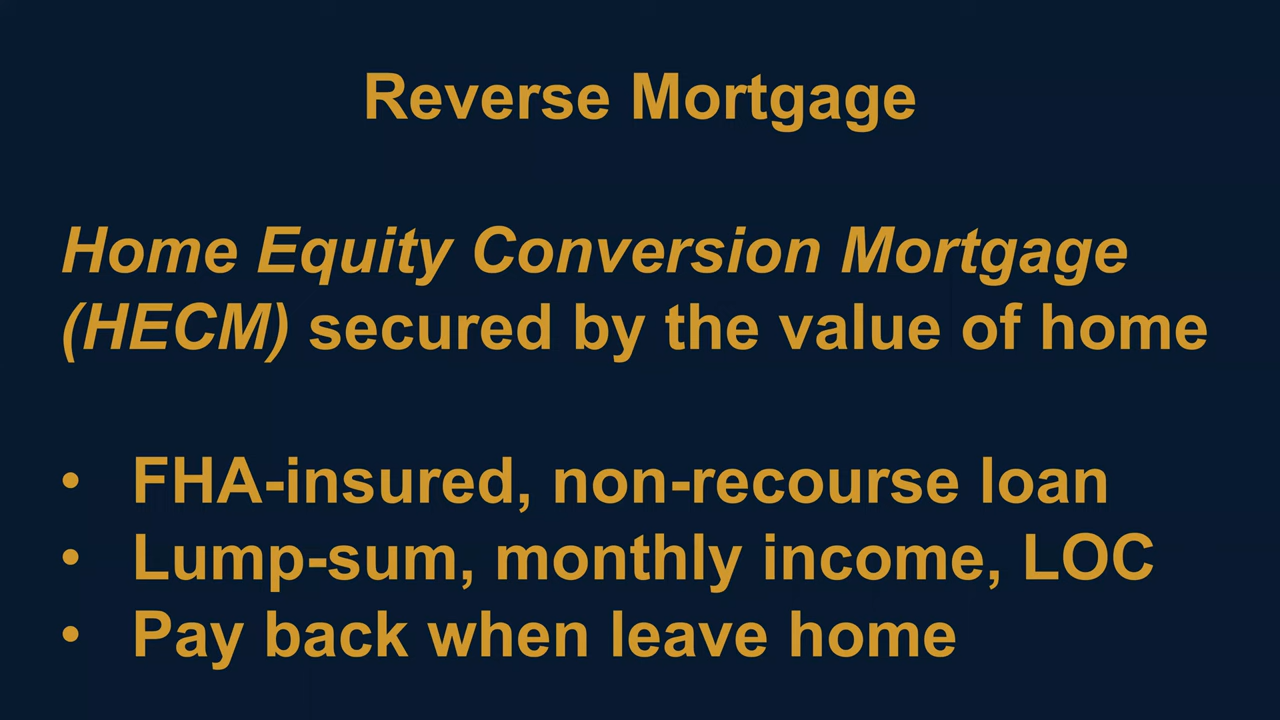 Reverse Mortgage
Home Equity Conversion Mortgage
(HECM) secured by the value of home
• FHA-insured, non-recourse loan
• Lump-sum, monthly income, LOC
• Pay back when leave home